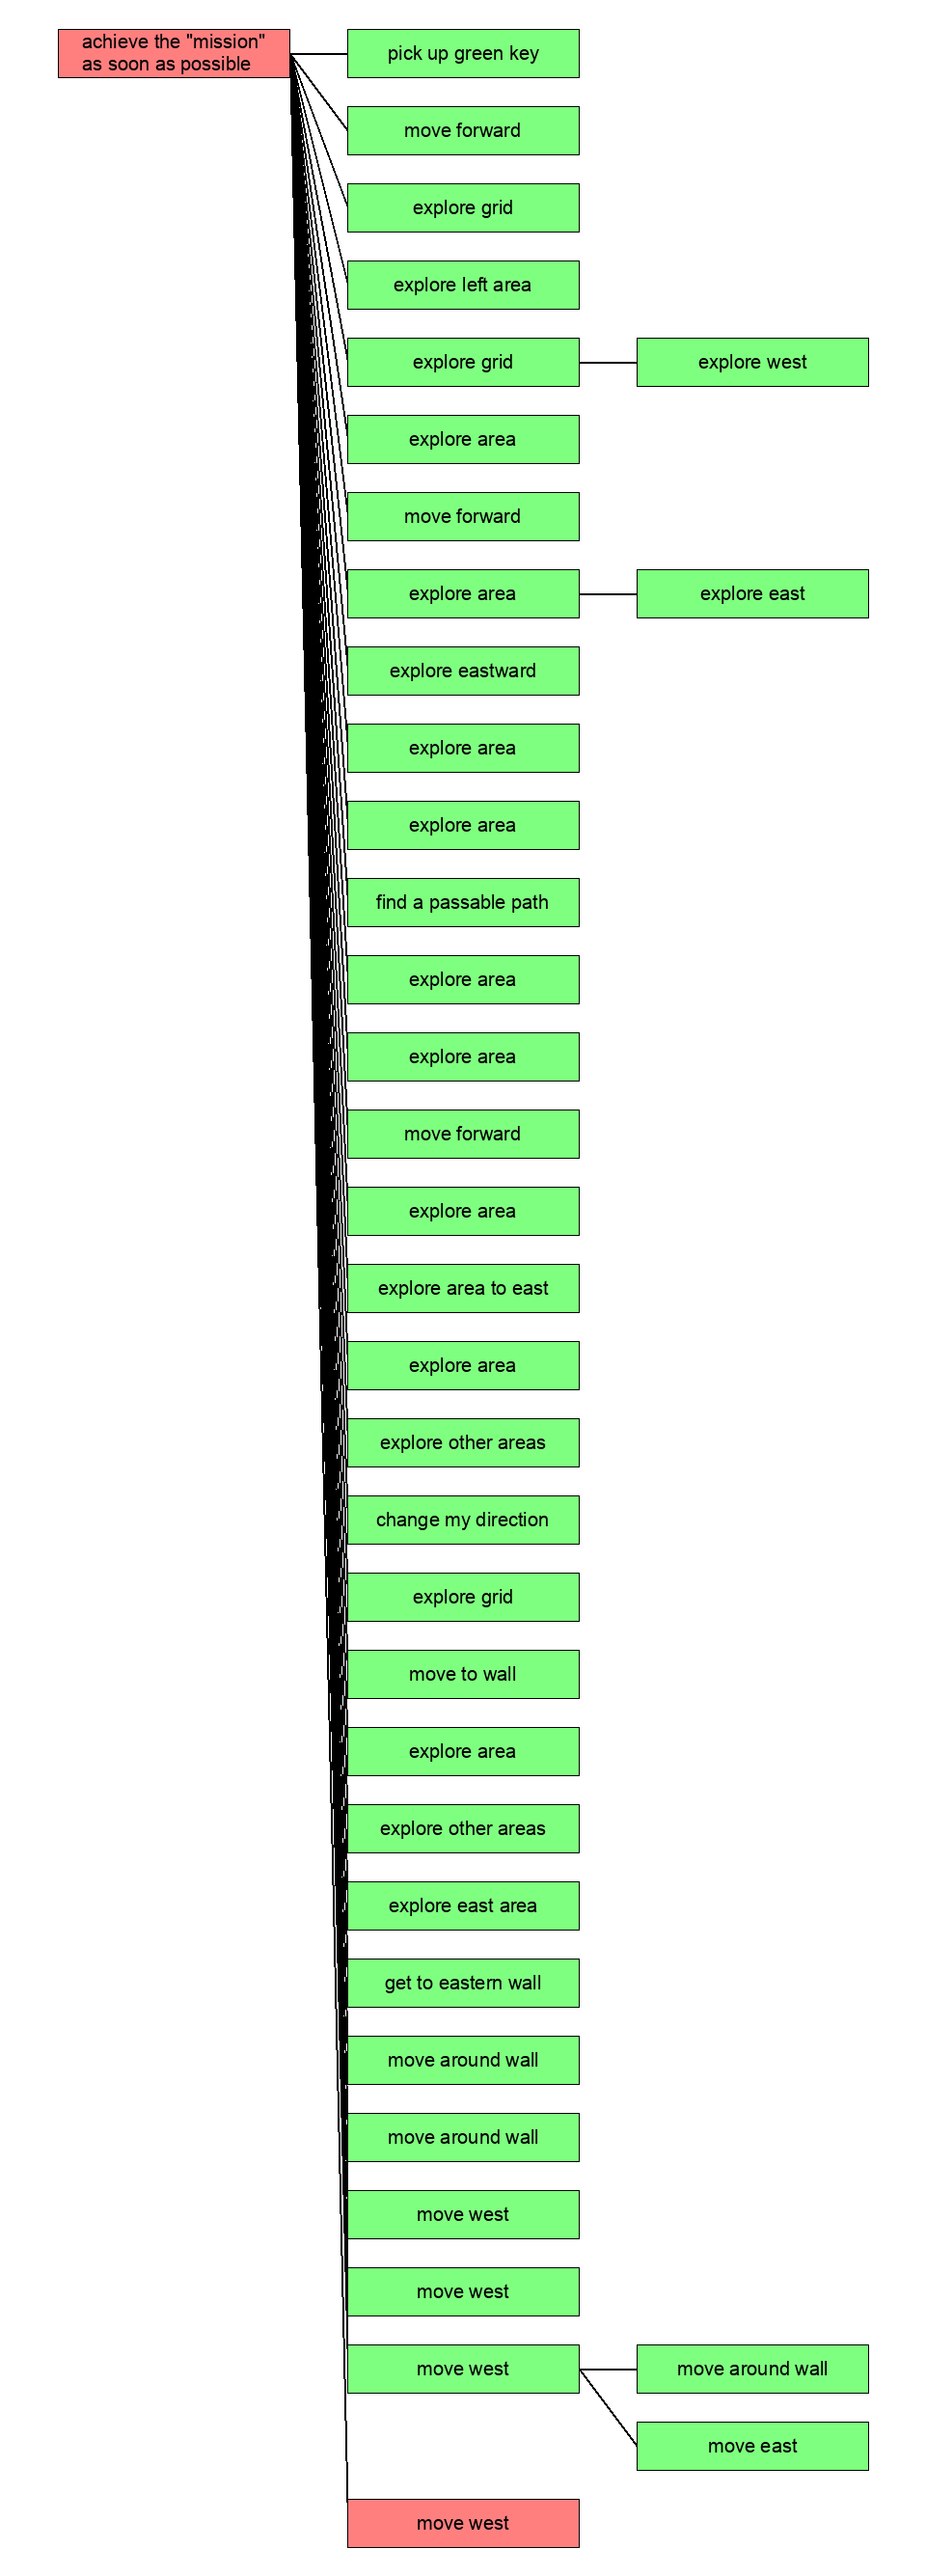 achieve the "mission"
as soon as possible
pick up green key
move forward
explore grid
explore left area
explore grid
explore west
explore area
move forward
explore area
explore east
explore eastward
explore area
explore area
find a passable path
explore area
explore area
move forward
explore area
explore area to east
explore area
explore other areas
change my direction
explore grid
move to wall
explore area
explore other areas
explore east area
get to eastern wall
move around wall
move around wall
move west
move west
move west
move around wall
move east
move west